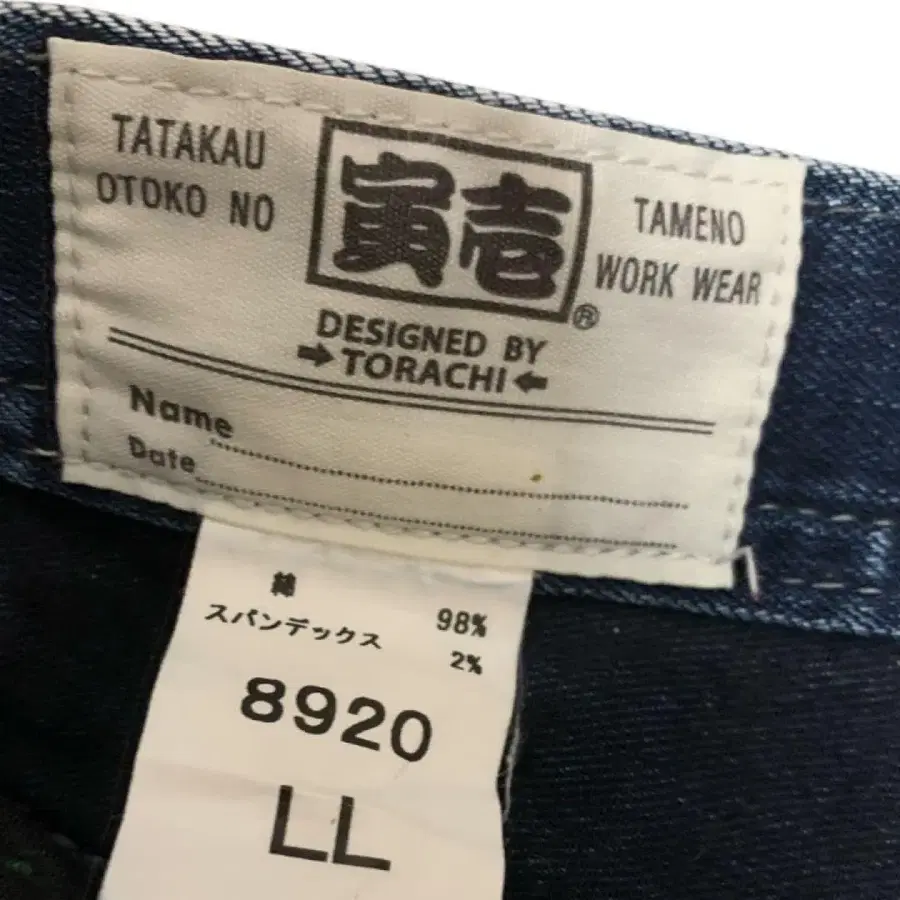 TATAKAU
OTOKO NO
寅壱
®
TAMENO
WORK WEAR
DESIGNED BY
➔TORACHI←
Name
Date
綿 98%
スパンデックス 2%
8920
LL